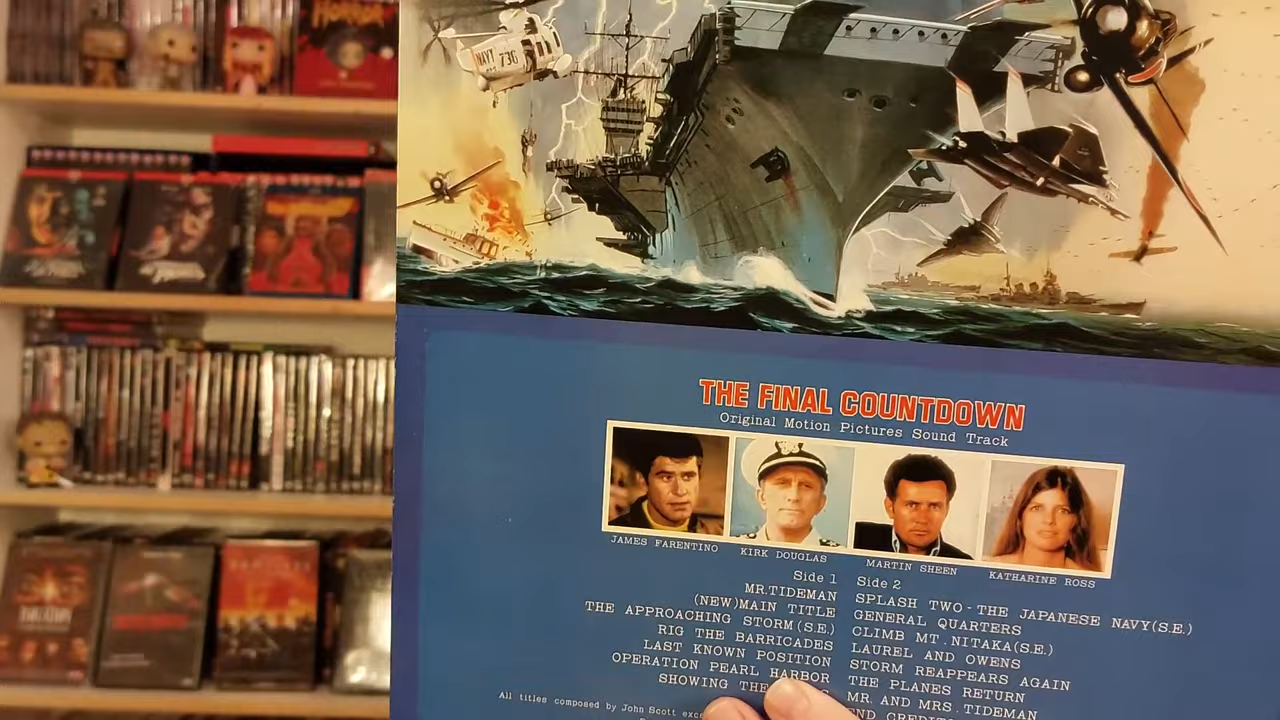 HORROR
NAVY 736
THE FINAL COUNTDOWN
Original Motion Pictures Sound Track
JAMES FARENTINO
KIRK DOUGLAS
MARTIN SHEEN
KATHARINE ROSS
Side 1
MR.TIDEMAN
(NEW)MAIN TITLE
THE APPROACHING STORM(S.E.)
RIG THE BARRICADES
LAST KNOWN POSITION
OPERATION PEARL HARBOR
SHOWING
Side 2
SPLASH TWO-THE JAPANESE NAVY(S.E.)
GENERAL QUARTERS
CLIMB MT.NITAKA(S.E.)
LAUREL AND OWENS
STORM REAPPEARS AGAIN
THE PLANES RETURN
MR. AND MRS. TIDEMAN
All titles composed by John Scott